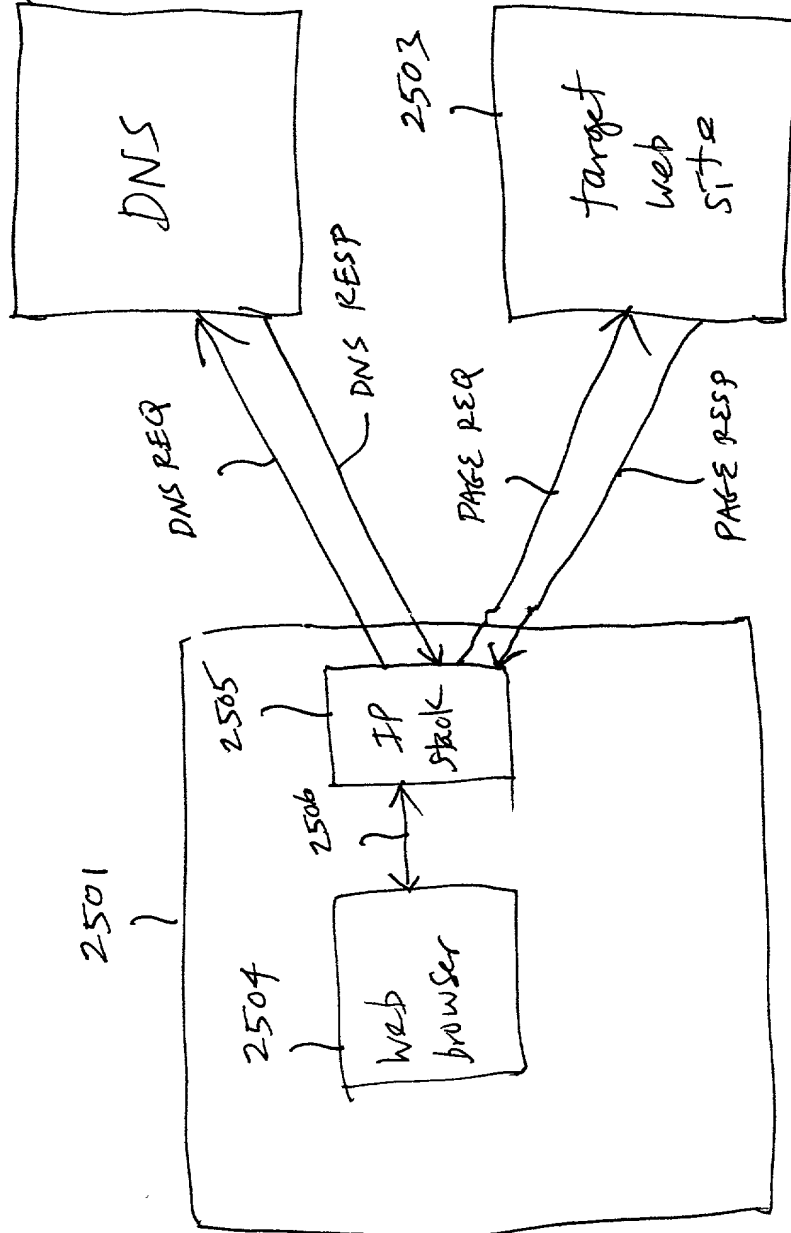 2501
2504
Web
browser
2506
2505
IP
stack
DNS REQ
DNS RESP
DNS
PAGE REQ
PAGE RESP
2503
target
web
site